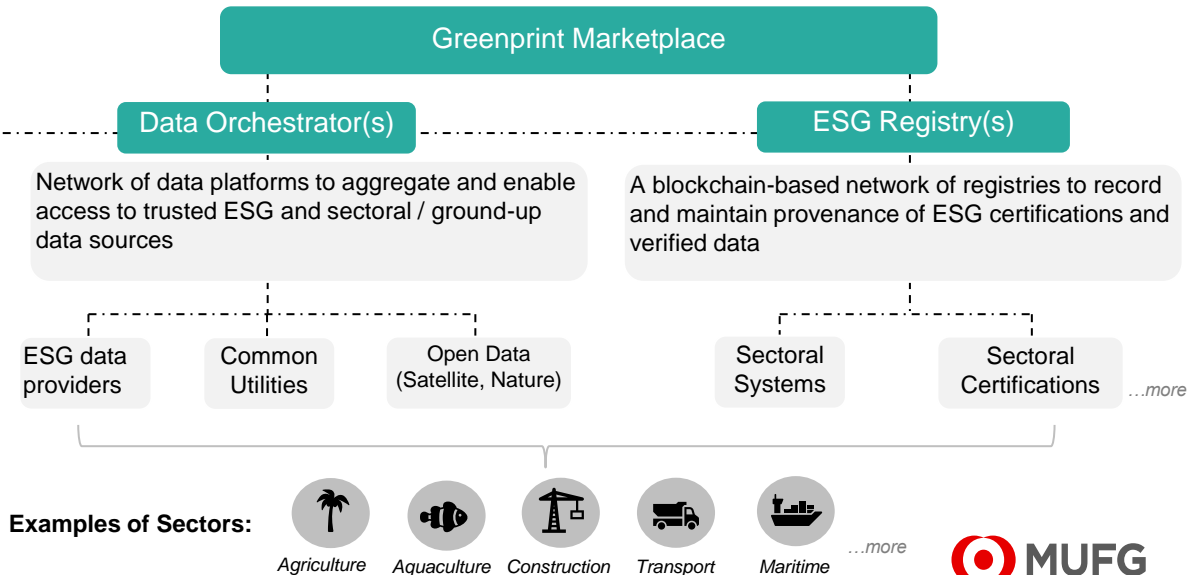 Greenprint Marketplace
Data Orchestrator(s)
ESG Registry(s)
Network of data platforms to aggregate and enable
access to trusted ESG and sectoral / ground-up
data sources
A blockchain-based network of registries to record
and maintain provenance of ESG certifications and
verified data
ESG data
providers
Common
Utilities
Open Data
(Satellite, Nature)
Sectoral
Systems
Sectoral
Certifications
...more
Examples of Sectors:
Agriculture
Aquaculture
Construction
Transport
Maritime
...more
MUFG